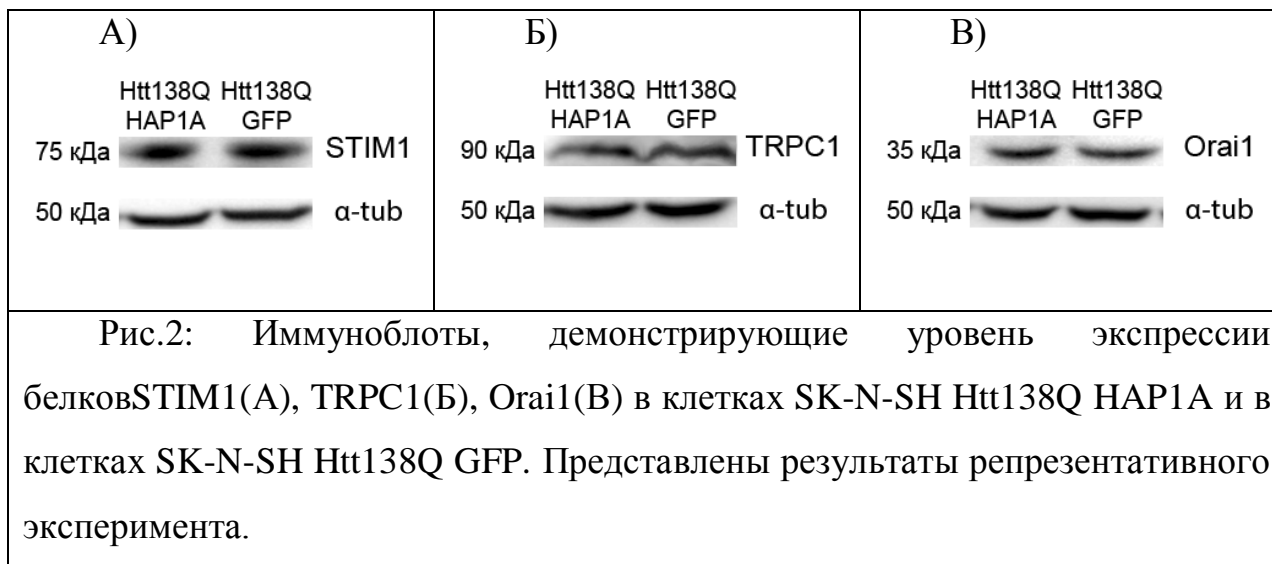 А)
Htt138Q Htt138Q
HAP1A GFP
75 кДа STIM1
50 кДа α-tub
Б)
Htt138Q Htt138Q
HAP1A GFP
90 кДа TRPC1
50 кДа α-tub
В)
Htt138Q Htt138Q
HAP1A GFP
35 кДа Orai1
50 кДа α-tub
Рис.2: Иммуноблоты, демонстрирующие уровень экспрессии
белковSTIM1(А), TRPC1(Б), Orai1(В) в клетках SK-N-SH Htt138Q HAP1A и в
клетках SK-N-SH Htt138Q GFP. Представлены результаты репрезентативного
эксперимента.